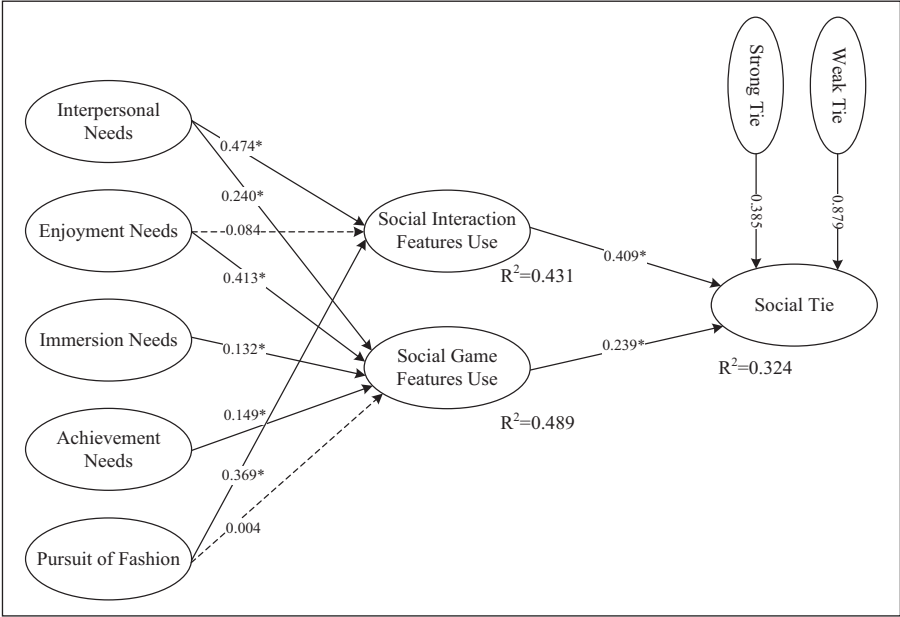 Strong Tie
Weak Tie
Interpersonal
Needs
0.474*
0.240*
Enjoyment Needs
0.084
0.413*
Social Interaction
Features Use
R²=0.431
0.409*
0.385
0.879
Social Tie
R²=0.324
Immersion Needs
0.132*
Social Game
Features Use
R²=0.489
0.239*
Achievement
Needs
0.149*
0.369*
Pursuit of Fashion
0.004